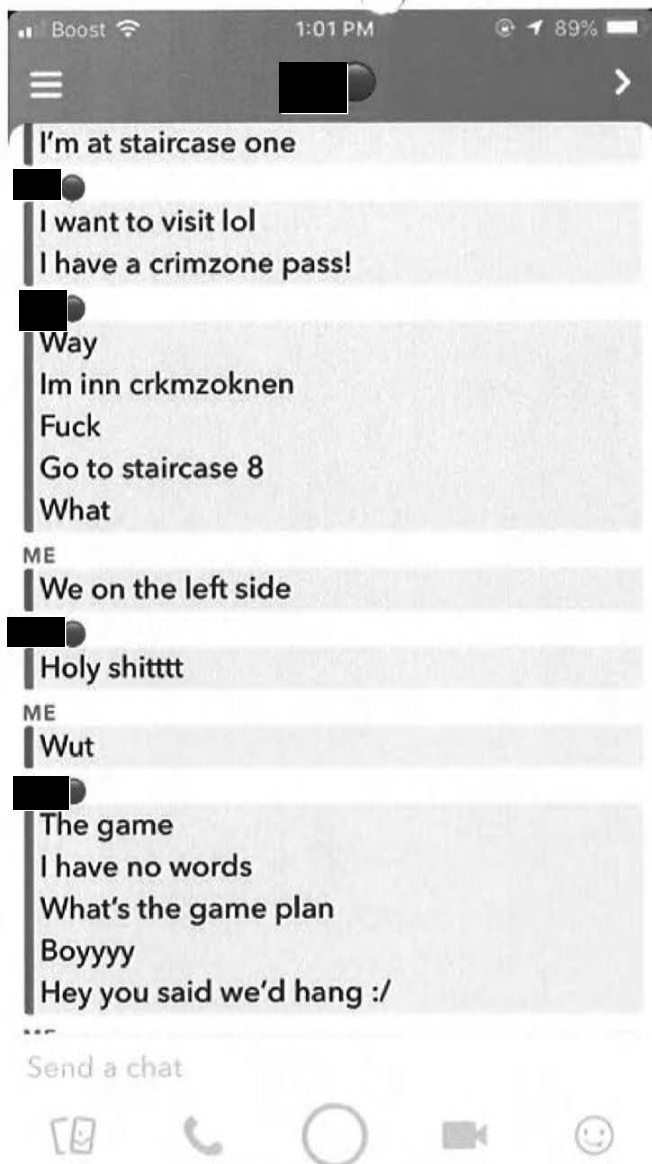 Boost 1:01 PM 89%
I'm at staircase one
I want to visit lol
I have a crimzone pass!
Way
Im inn crkmzoknen
Fuck
Go to staircase 8
What
ME
We on the left side
Holy shitttt
ME
Wut
The game
I have no words
What's the game plan
Boyyyy
Hey you said we'd hang :/
ME
Send a chat